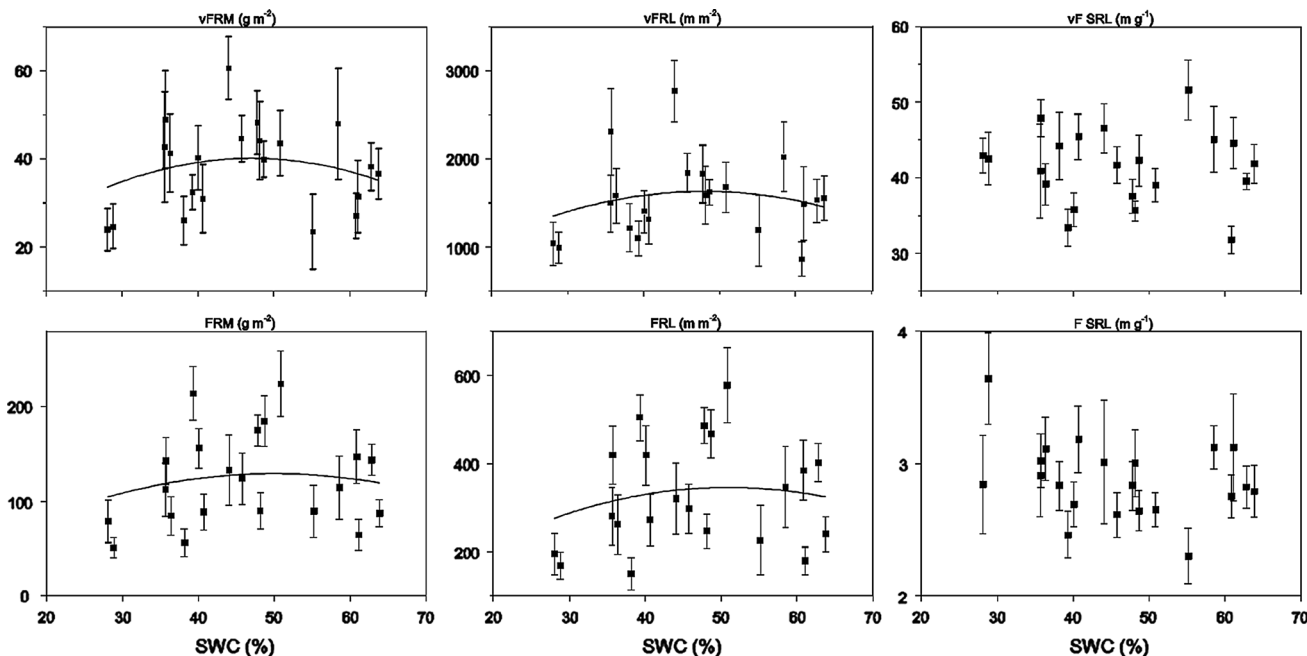 vFRM (g m⁻²)
vFRL (m m⁻²)
vF SRL (m g⁻¹)
60
40
20
3000
2000
1000
60
50
40
30
FRM (g m⁻²)
FRL (m m⁻²)
F SRL (m g⁻¹)
200
100
0
600
400
200
4
3
2
20 30 40 50 60 70
20 30 40 50 60 70
20 30 40 50 60 70
SWC (%)
SWC (%)
SWC (%)